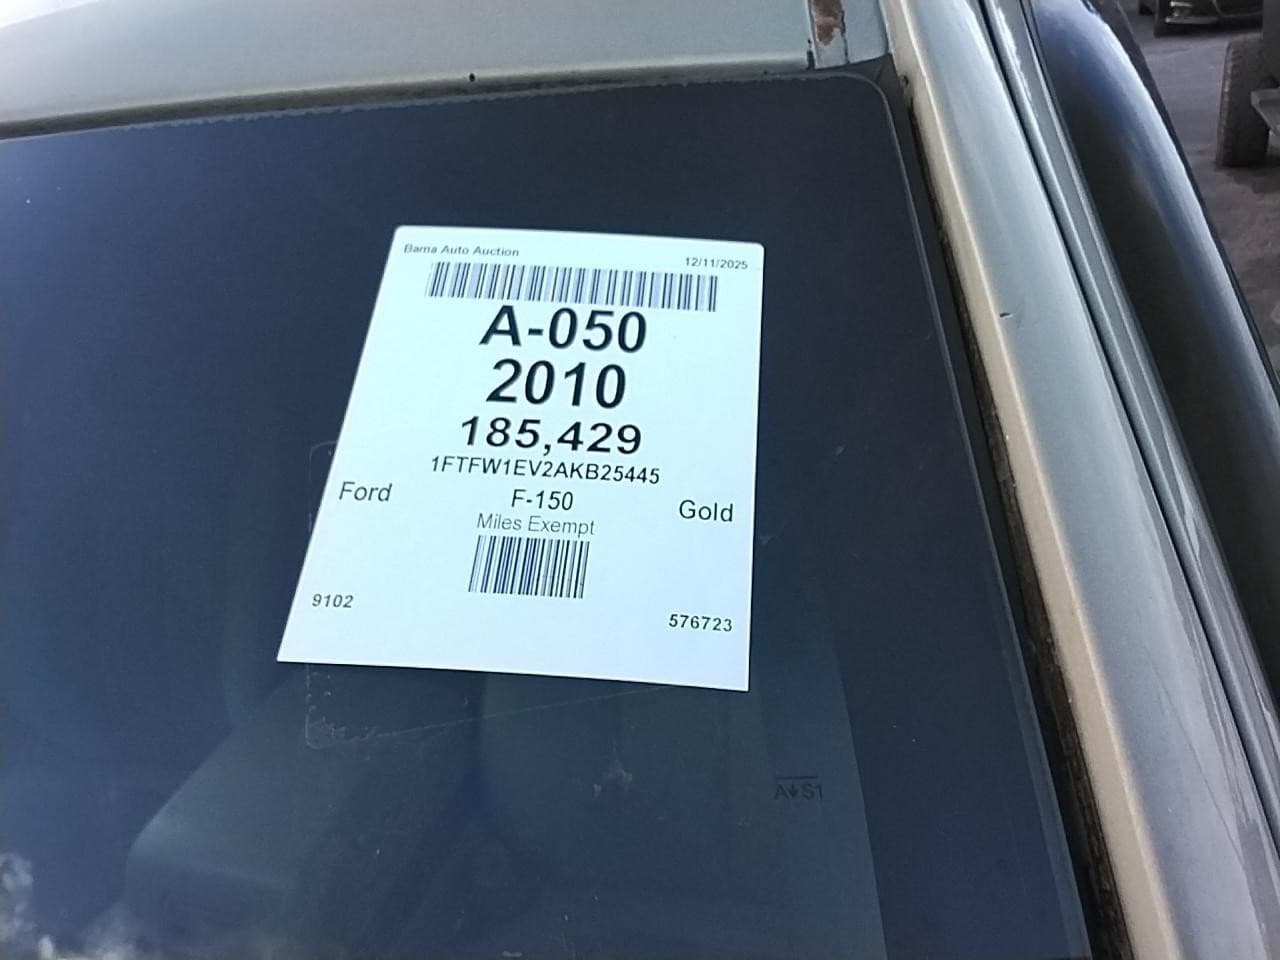 Bama Auto Auction
12/11/2025
A-050
2010
185,429
1FTFW1EV2AKB25445
Ford F-150 Gold
Miles Exempt
9102
576723
AS1